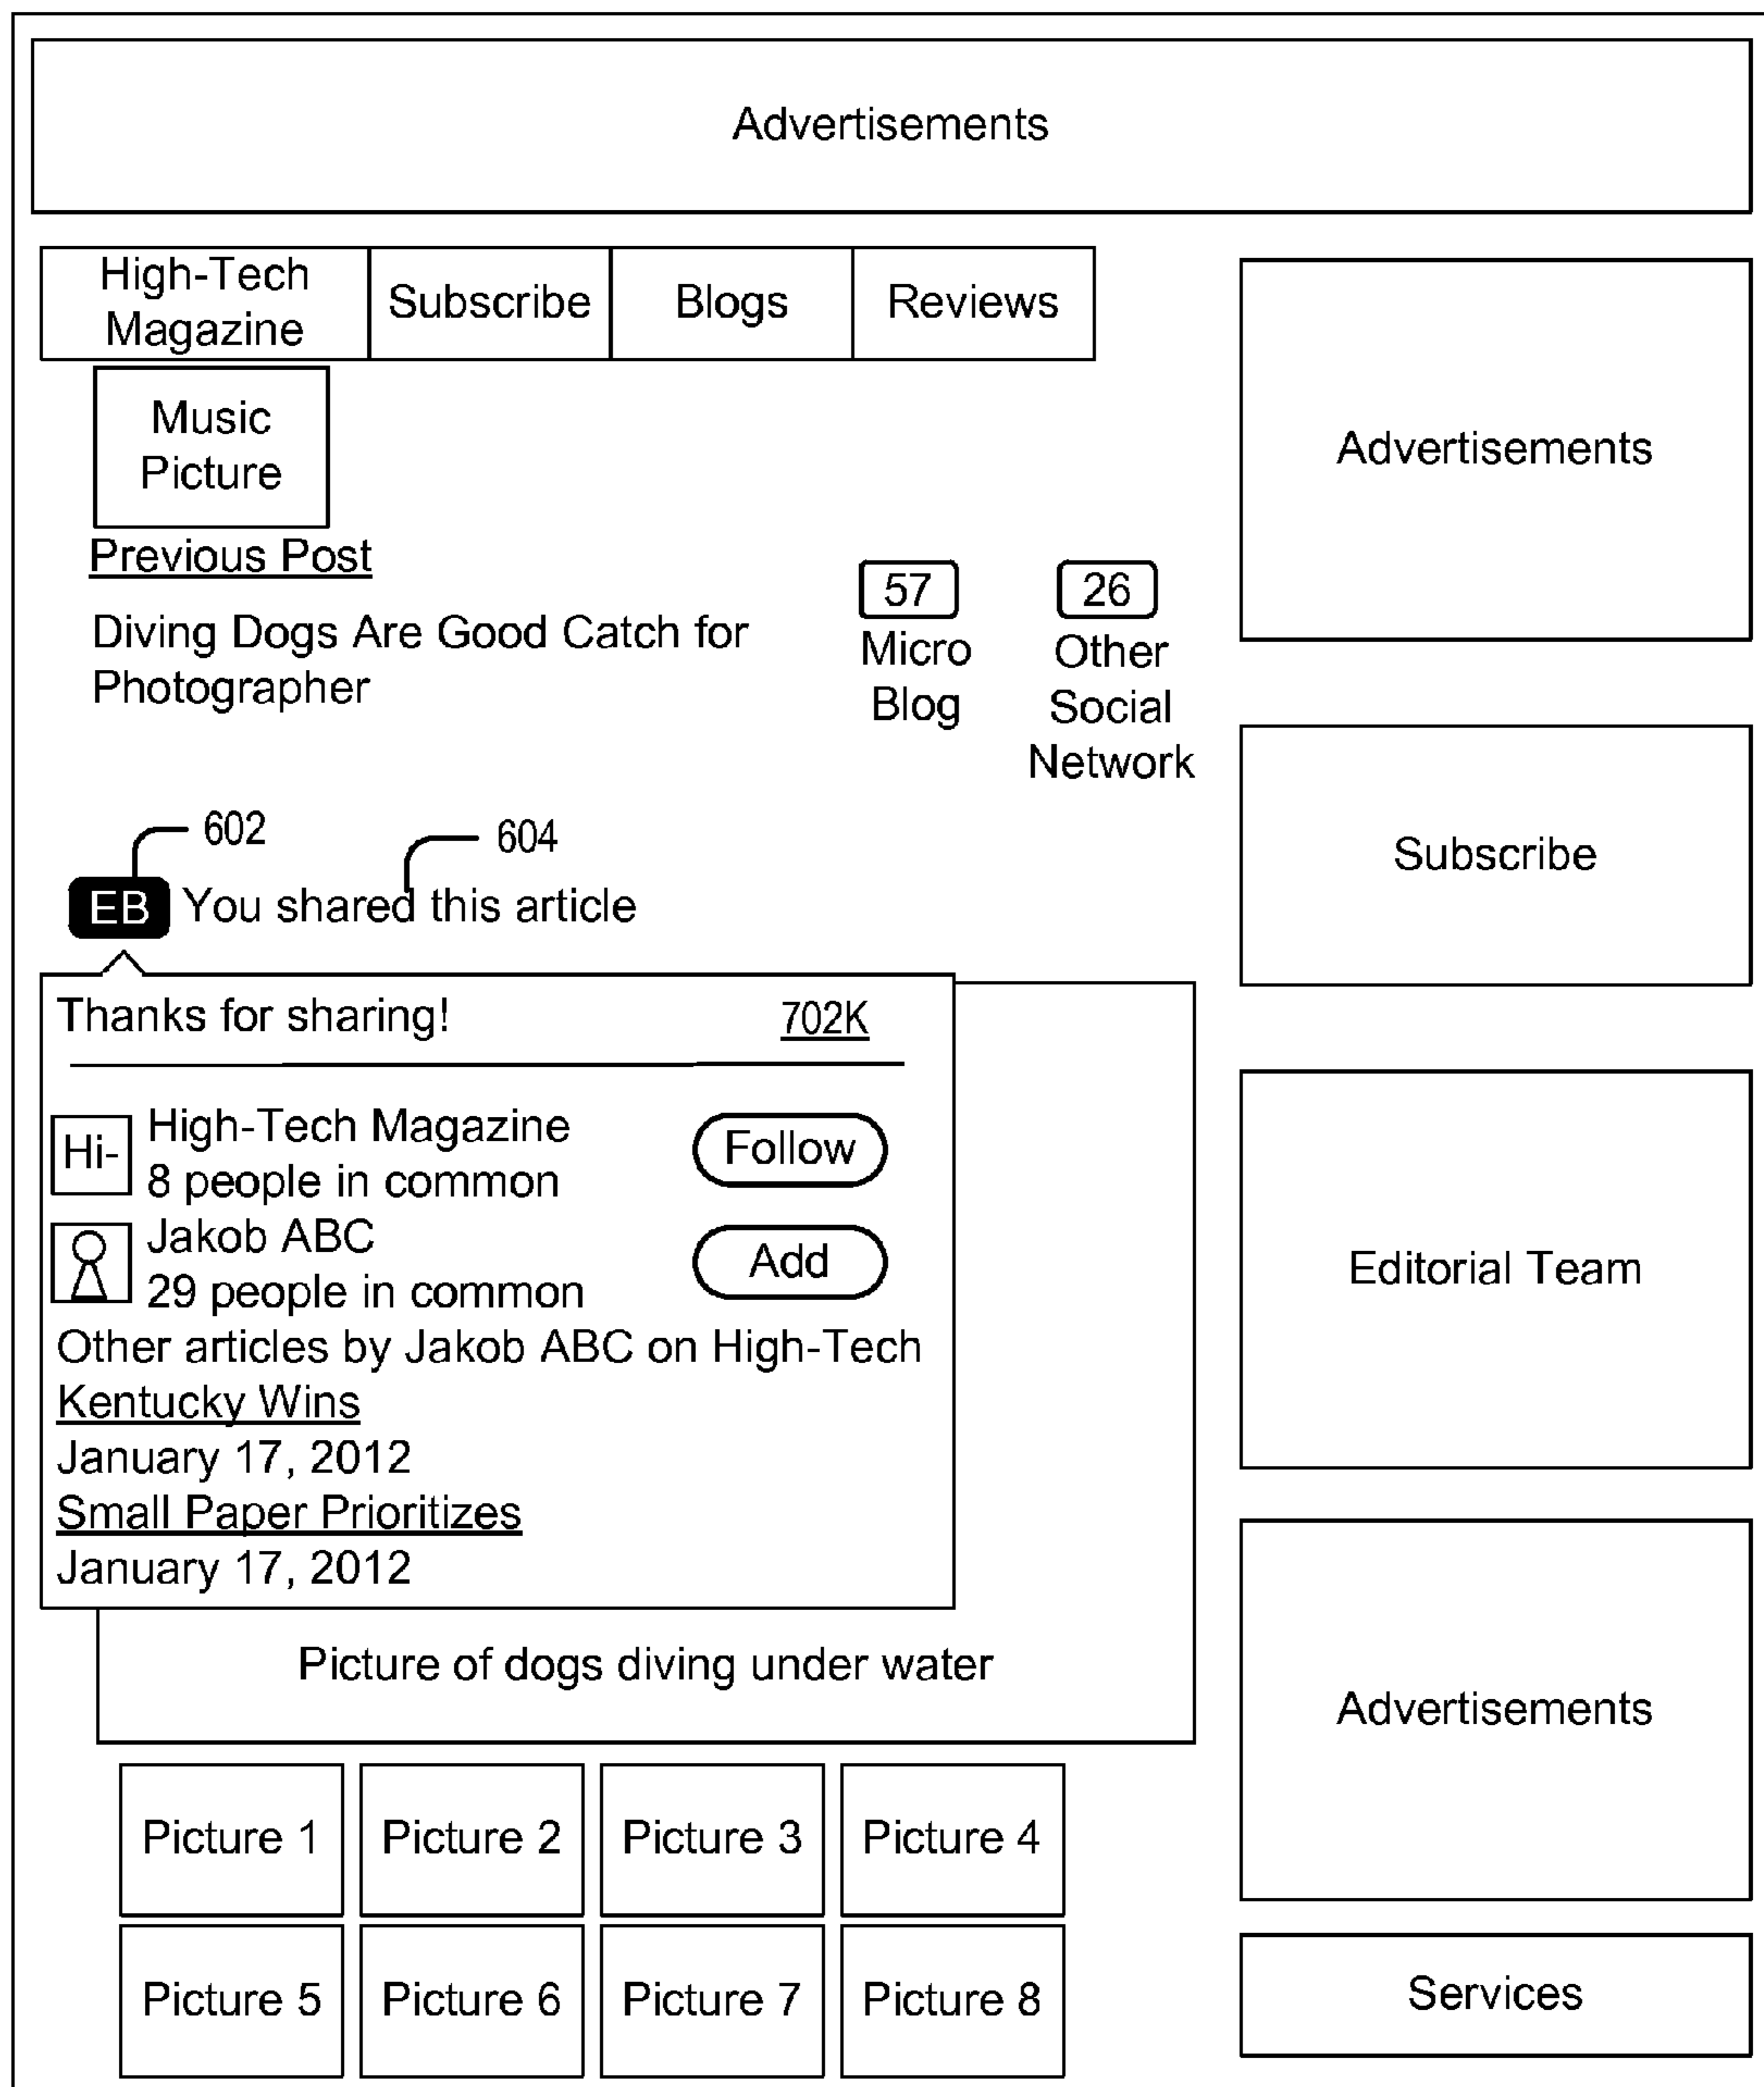 Advertisements
High-Tech
Magazine
Subscribe
Blogs
Reviews
Music
Picture
Previous Post
Diving Dogs Are Good Catch for
Photographer
57
Micro
Blog
26
Other
Social
Network
602
604
EB You shared this article
Thanks for sharing! 702K
Hi-
High-Tech Magazine
8 people in common
Follow
Jakob ABC
29 people in common
Add
Other articles by Jakob ABC on High-Tech
Kentucky Wins
January 17, 2012
Small Paper Prioritizes
January 17, 2012
Picture of dogs diving under water
Picture 1 Picture 2 Picture 3 Picture 4
Picture 5 Picture 6 Picture 7 Picture 8
Advertisements
Subscribe
Editorial Team
Advertisements
Services